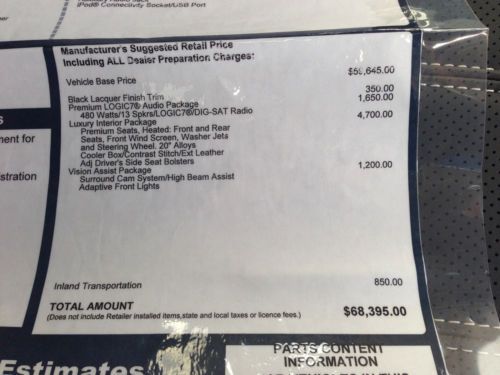 iPod® Connectivity Socket/USB Port
Manufacturer's Suggested Retail Price
Including ALL Dealer Preparation Charges:
Vehicle Base Price $59,645.00
Black Lacquer Finish Trim 350.00
Premium LOGIC7® Audio Package 1,650.00
480 Watts/13 Spkrs/LOGIC7®/DIG-SAT Radio
Luxury Interior Package 4,700.00
Premium Seats, Heated: Front and Rear
Seats, Front Wind Screen, Washer Jets
and Steering Wheel. 20" Alloys
Cooler Box/Contrast Stitch/Ext Leather
Adj Driver's Side Seat Bolsters
Vision Assist Package 1,200.00
Surround Cam System/High Beam Assist
Adaptive Front Lights
s
ment for
istration
Inland Transportation 850.00
TOTAL AMOUNT $68,395.00
(Does not include Retailer installed items,state and local taxes or licence fees.)
Estimates
PARTS CONTENT
INFORMATION